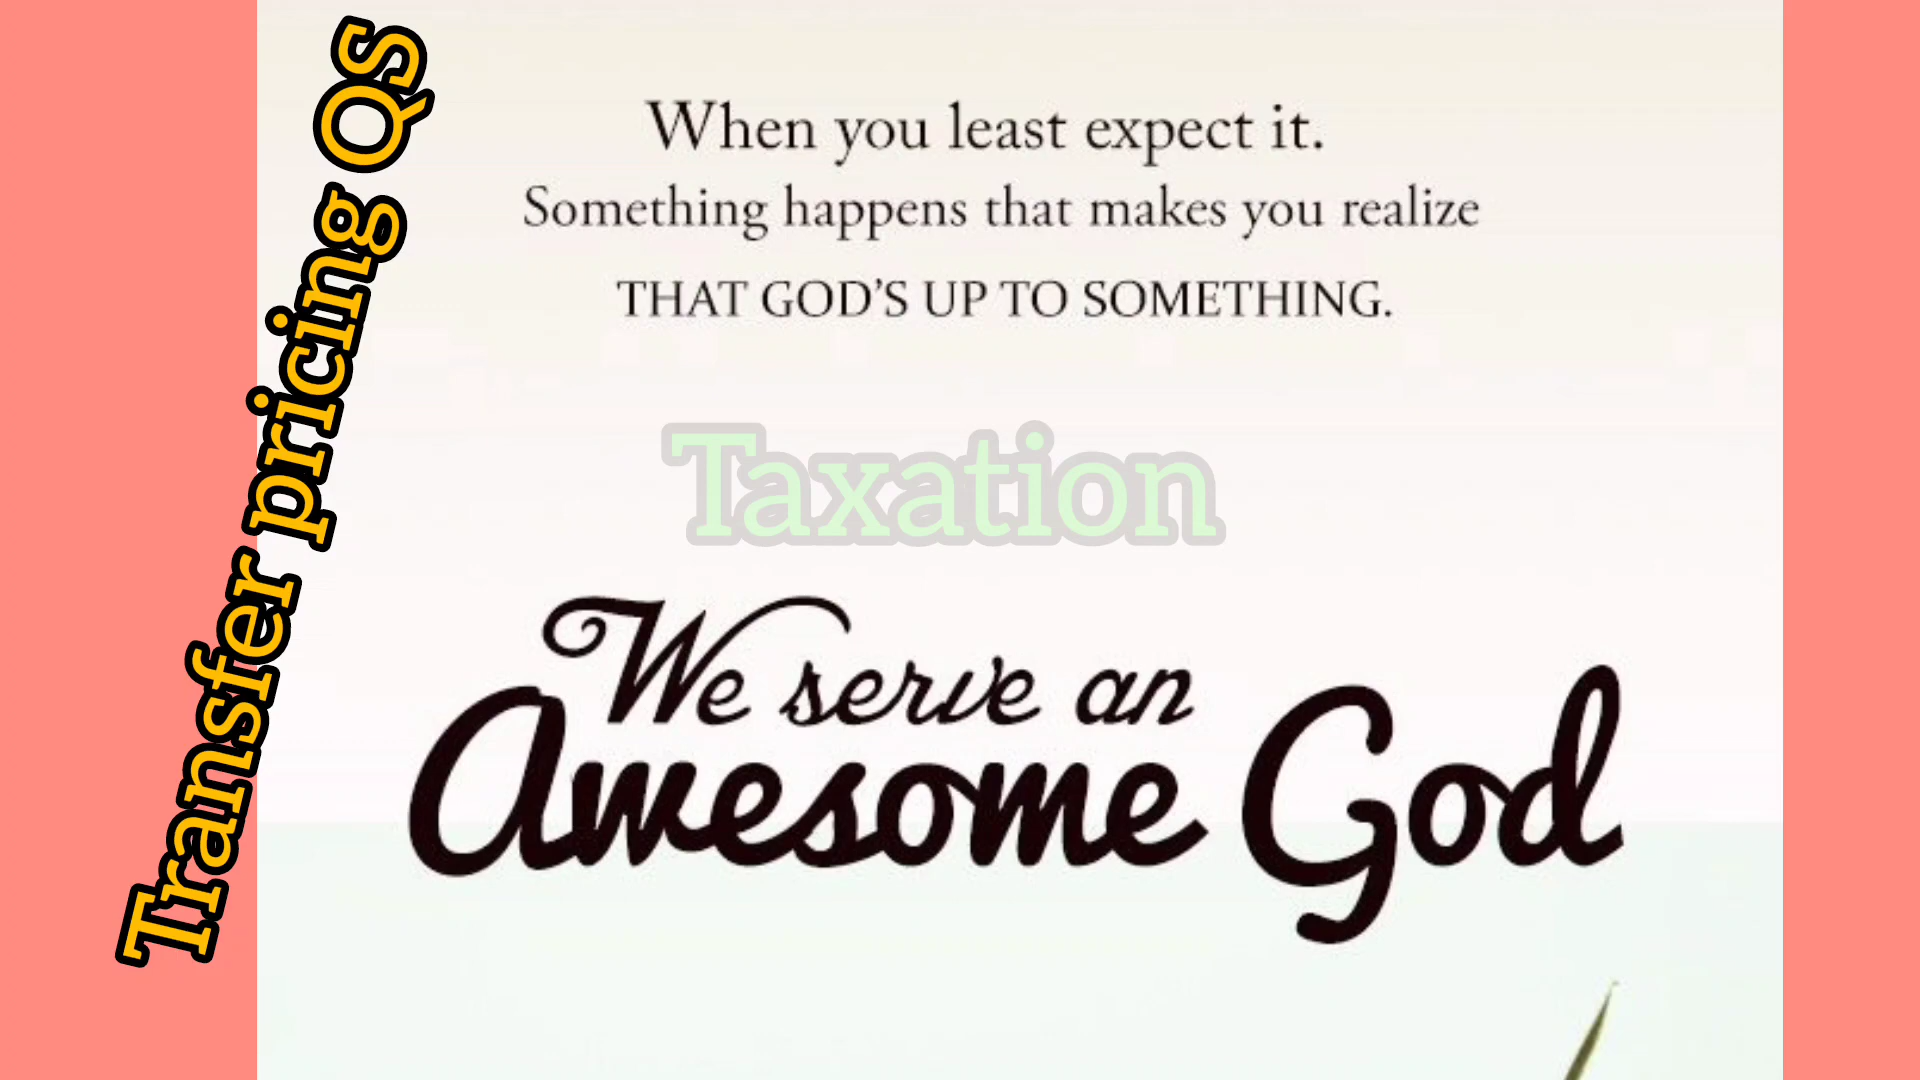 Transfer pricing Qs
When you least expect it.
Something happens that makes you realize
THAT GOD'S UP TO SOMETHING.
Taxation
We serve an
Awesome God